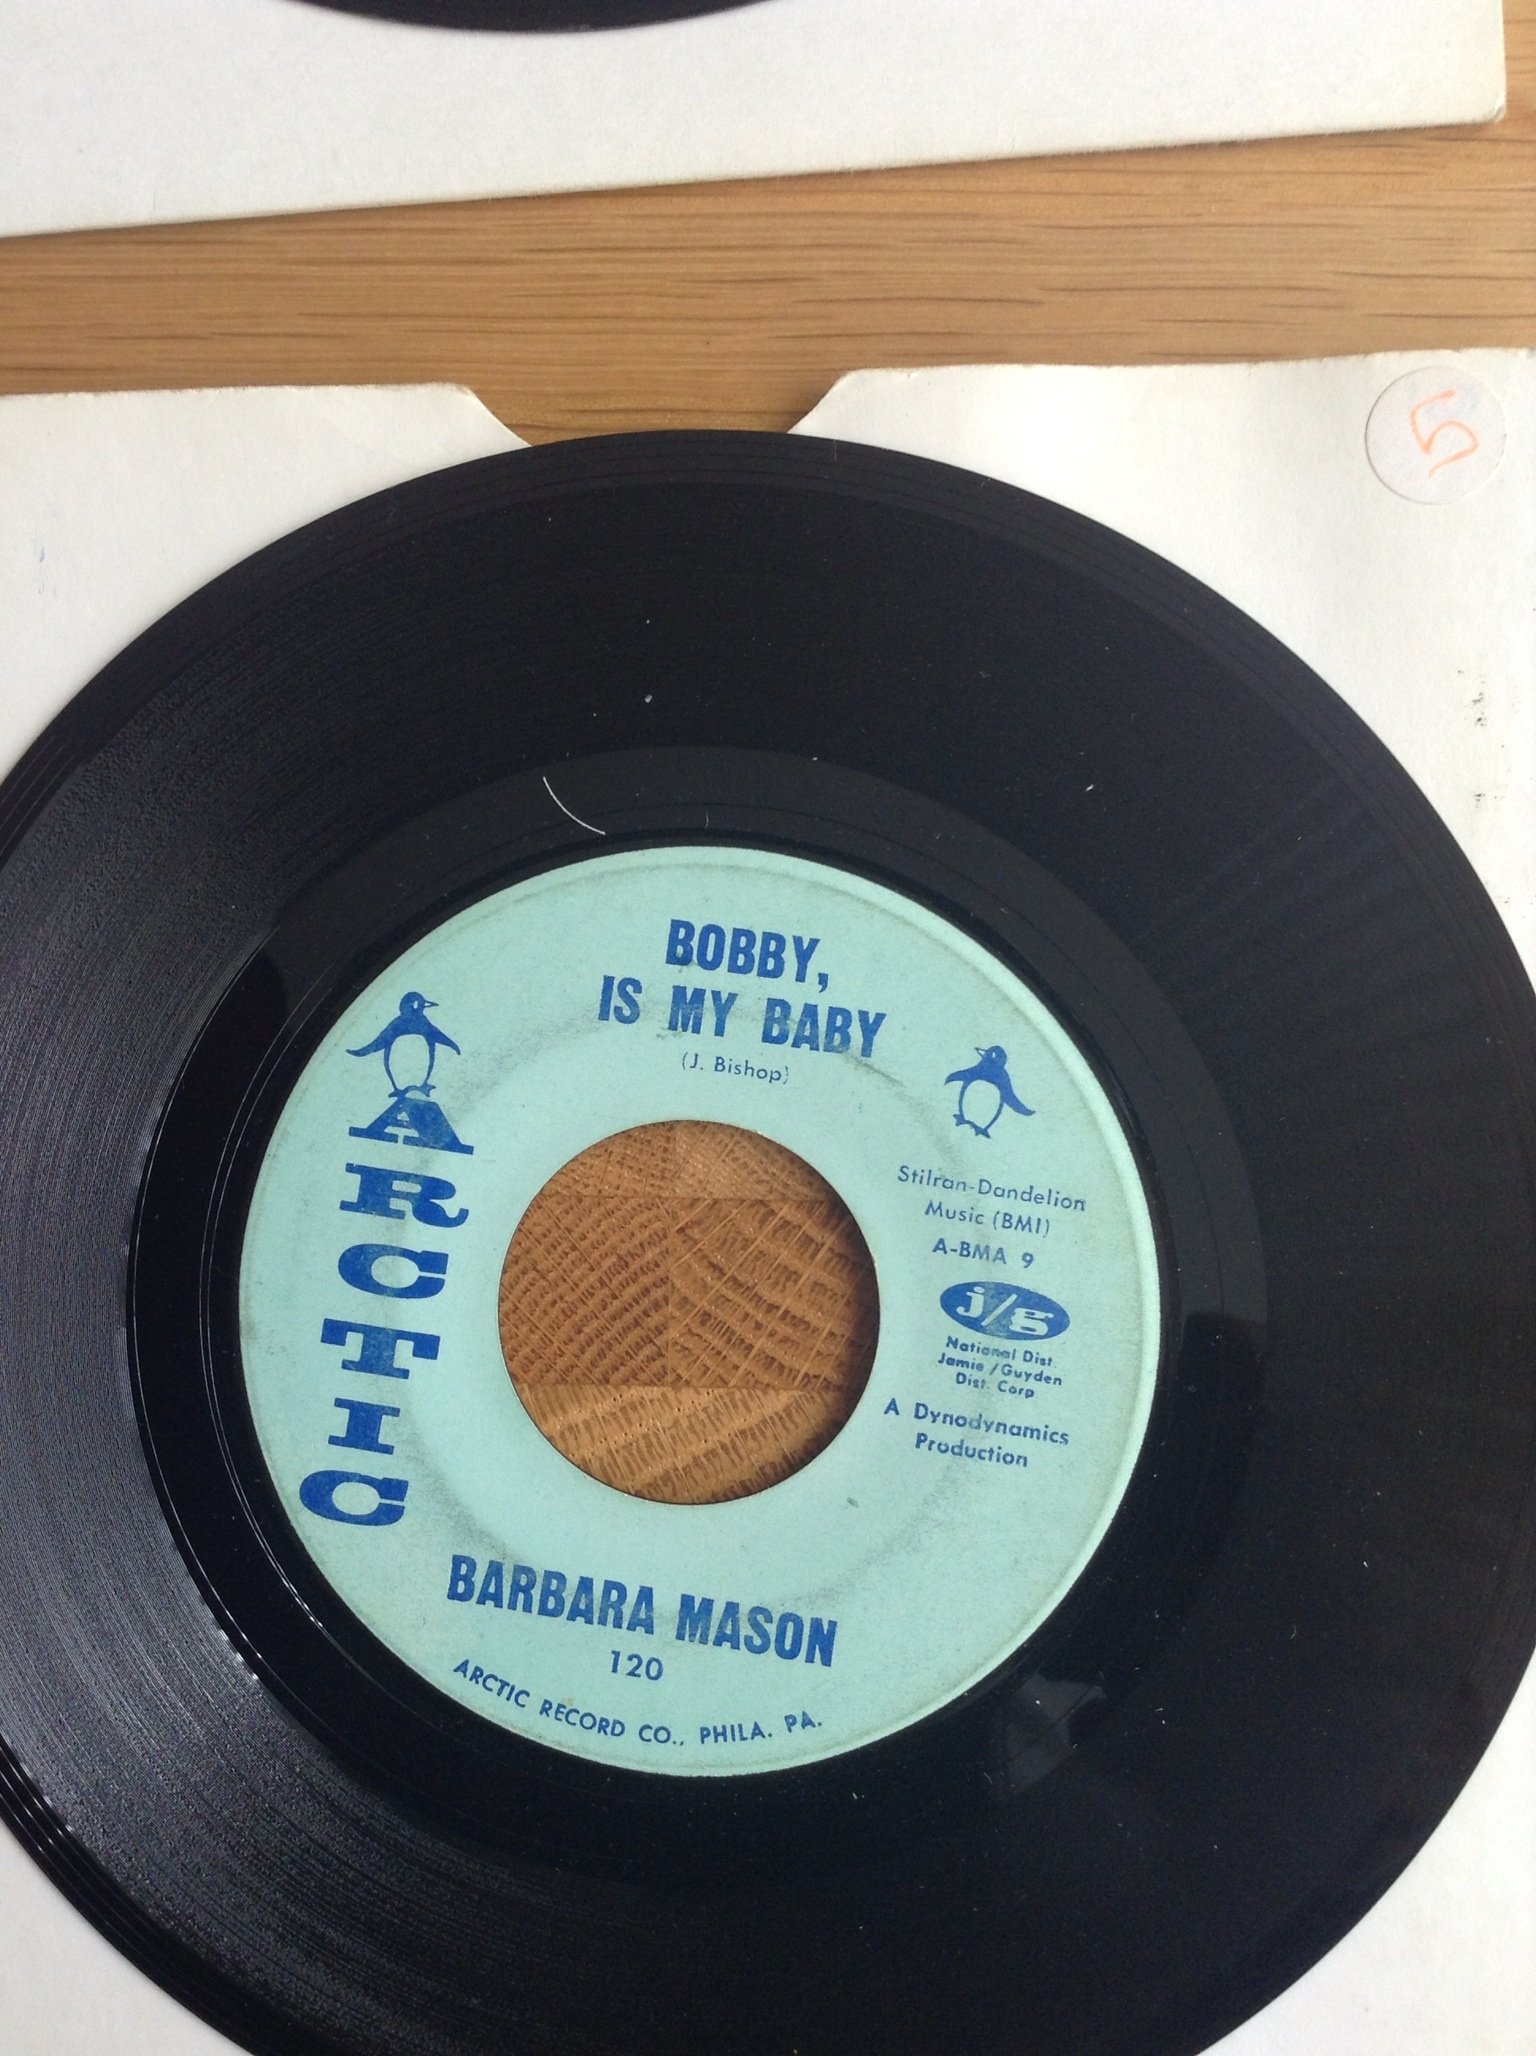 5
BOBBY,
IS MY BABY
(J. Bishop)
ARCTIC
Stilran-Dandelion
Music (BMI)
A-BMA 9
j/g
National Dist.
Jamie/Guyden
Dist. Corp
A Dynodynamics
Production
BARBARA MASON
120
ARCTIC RECORD CO., PHILA. PA.